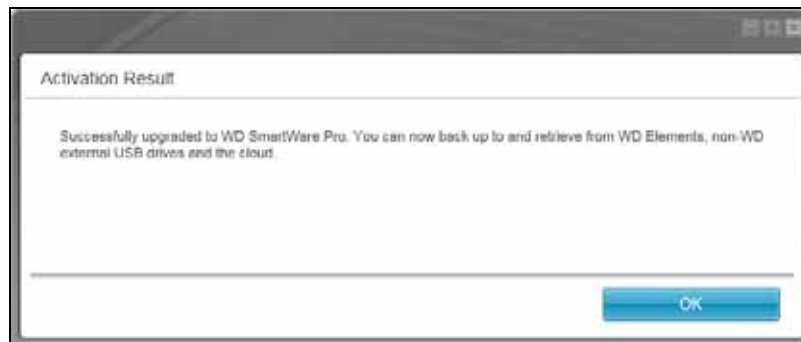 Activation Result
Successfully upgraded to WD SmartWare Pro. You can now back up to and retrieve from WD Elements, non-WD
external USB drives and the cloud.
OK